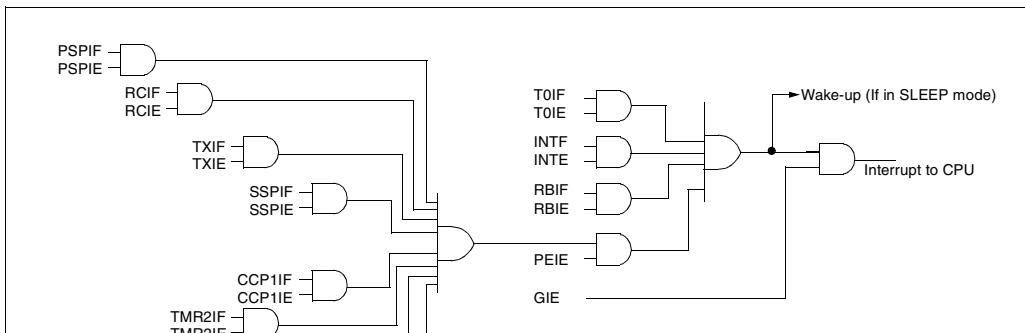 PSPIF
PSPIE
RCIF
RCIE
TXIF
TXIE
SSPIF
SSPIE
CCP1IF
CCP1IE
TMR2IF
TMR2IE
T0IF
T0IE
INTF
INTE
RBIF
RBIE
PEIE
GIE
Wake-up (If in SLEEP mode)
Interrupt to CPU